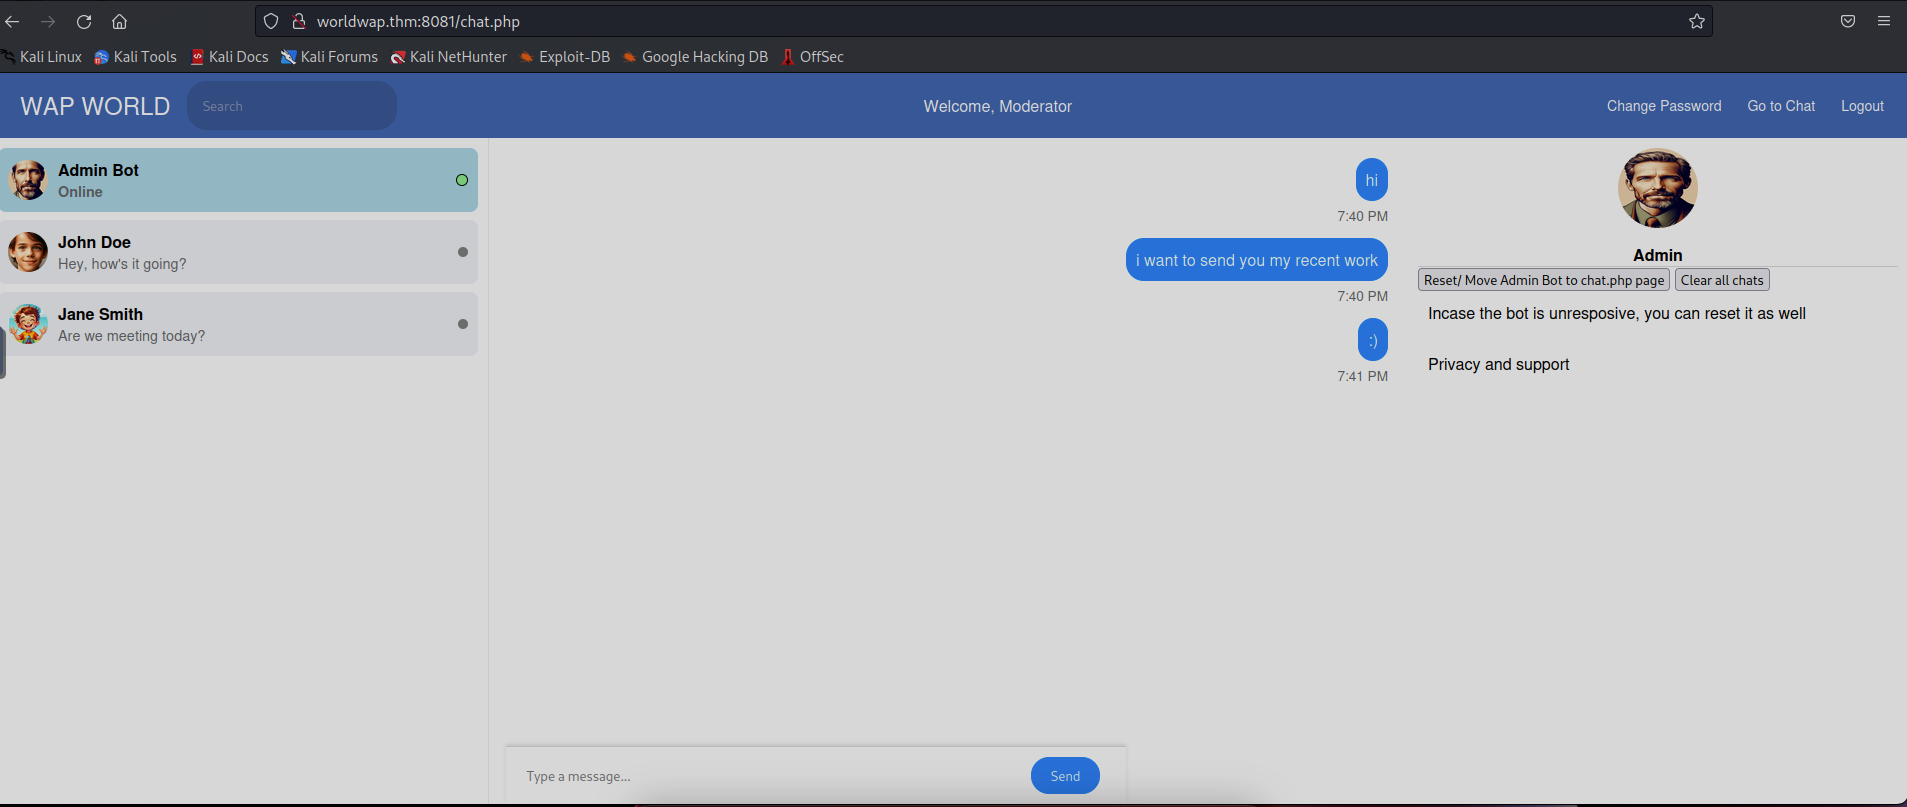 worldwap.thm:8081/chat.php
Kali Linux Kali Tools Kali Docs Kali Forums Kali NetHunter Exploit-DB Google Hacking DB OffSec
WAP WORLD Search Welcome, Moderator Change Password Go to Chat Logout
Admin Bot
Online
John Doe
Hey, how's it going?
Jane Smith
Are we meeting today?
hi
7:40 PM
i want to send you my recent work
7:40 PM
:)
7:41 PM
Type a message... Send
Admin
Reset/ Move Admin Bot to chat.php page Clear all chats
Incase the bot is unresposive, you can reset it as well
Privacy and support